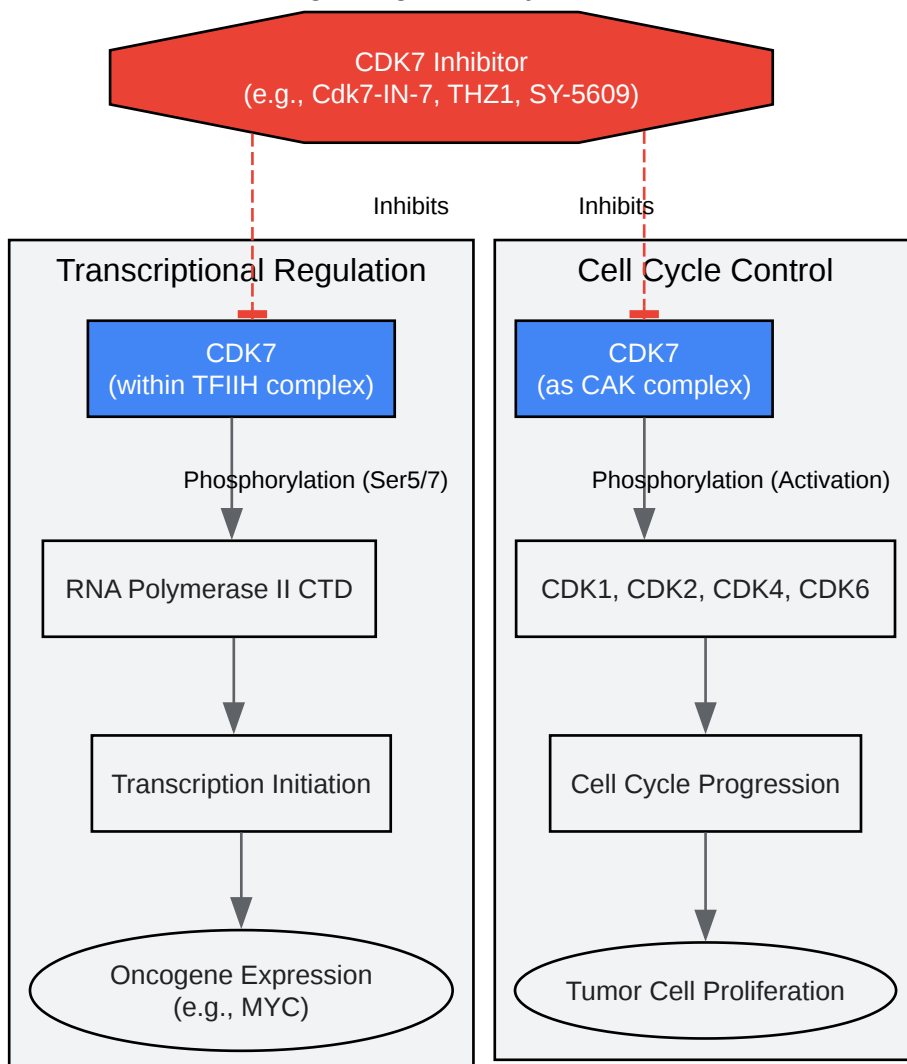 CDK7 Inhibitor
(e.g., Cdk7-IN-7, THZ1, SY-5609)
Inhibits
Inhibits
Transcriptional Regulation
CDK7
(within TFIIH complex)
Phosphorylation (Ser5/7)
RNA Polymerase II CTD
Transcription Initiation
Oncogene Expression
(e.g., MYC)
Cell Cycle Control
CDK7
(as CAK complex)
Phosphorylation (Activation)
CDK1, CDK2, CDK4, CDK6
Cell Cycle Progression
Tumor Cell Proliferation